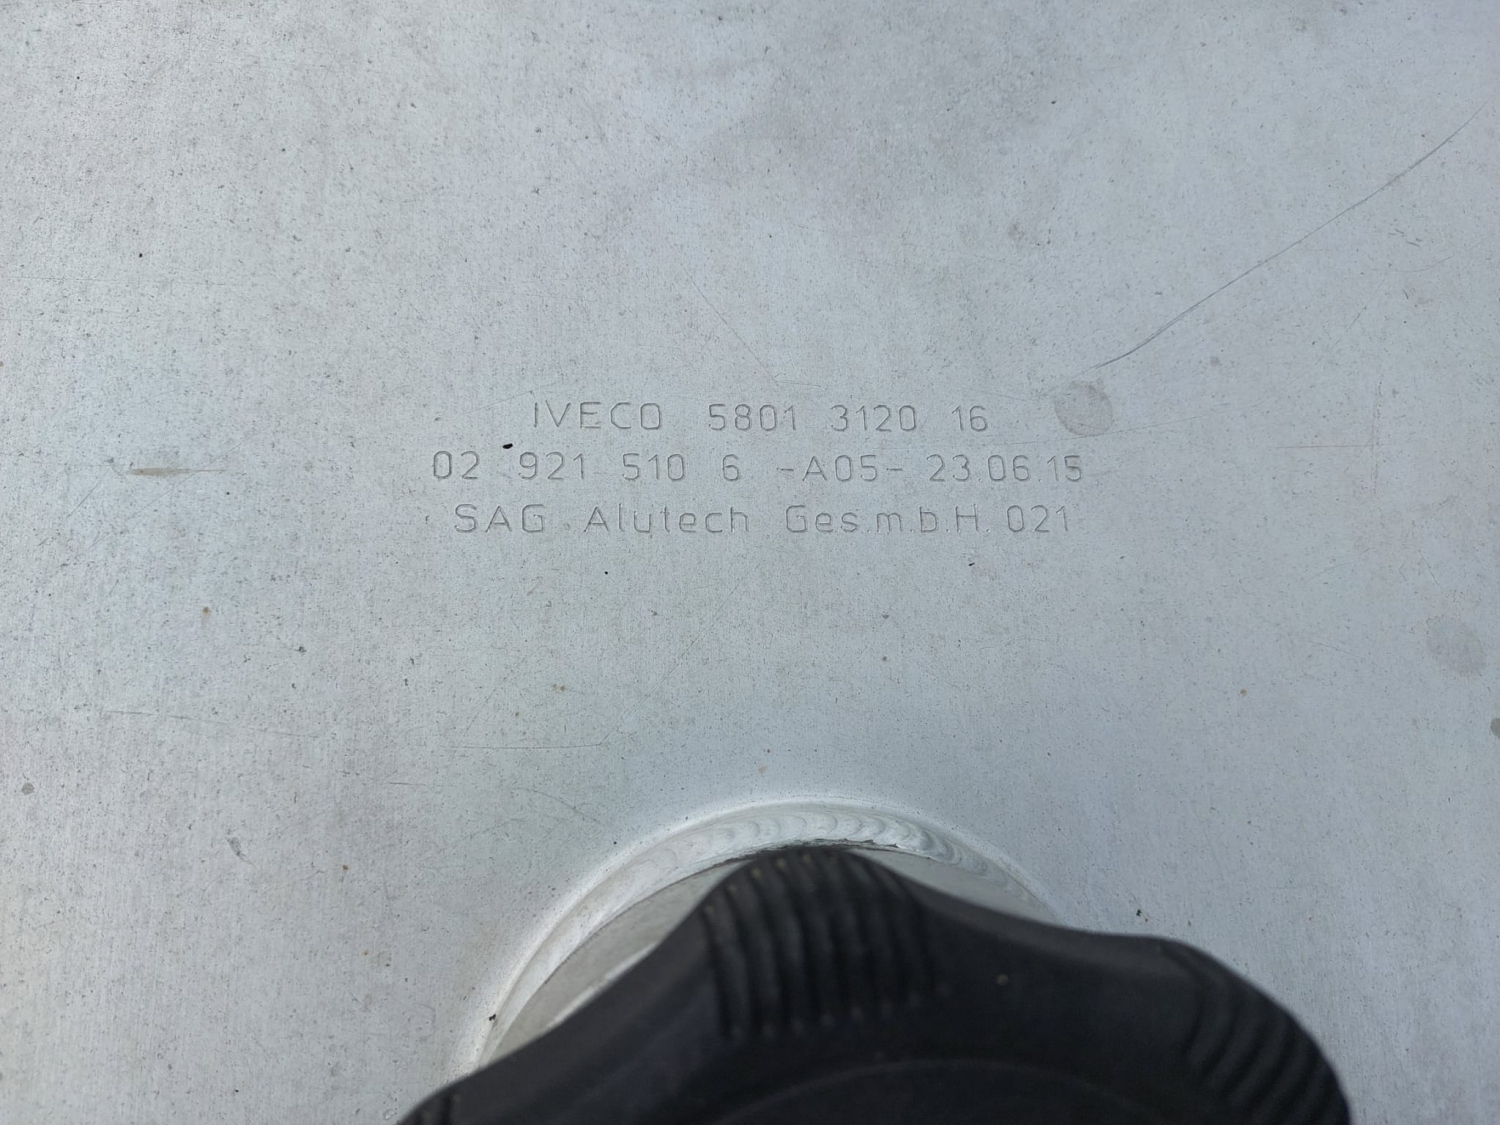 IVECO 5801 3120 16
02 921 510 6 -A05- 23.06.15
SAG Alutech Ges.m.b.H. 021